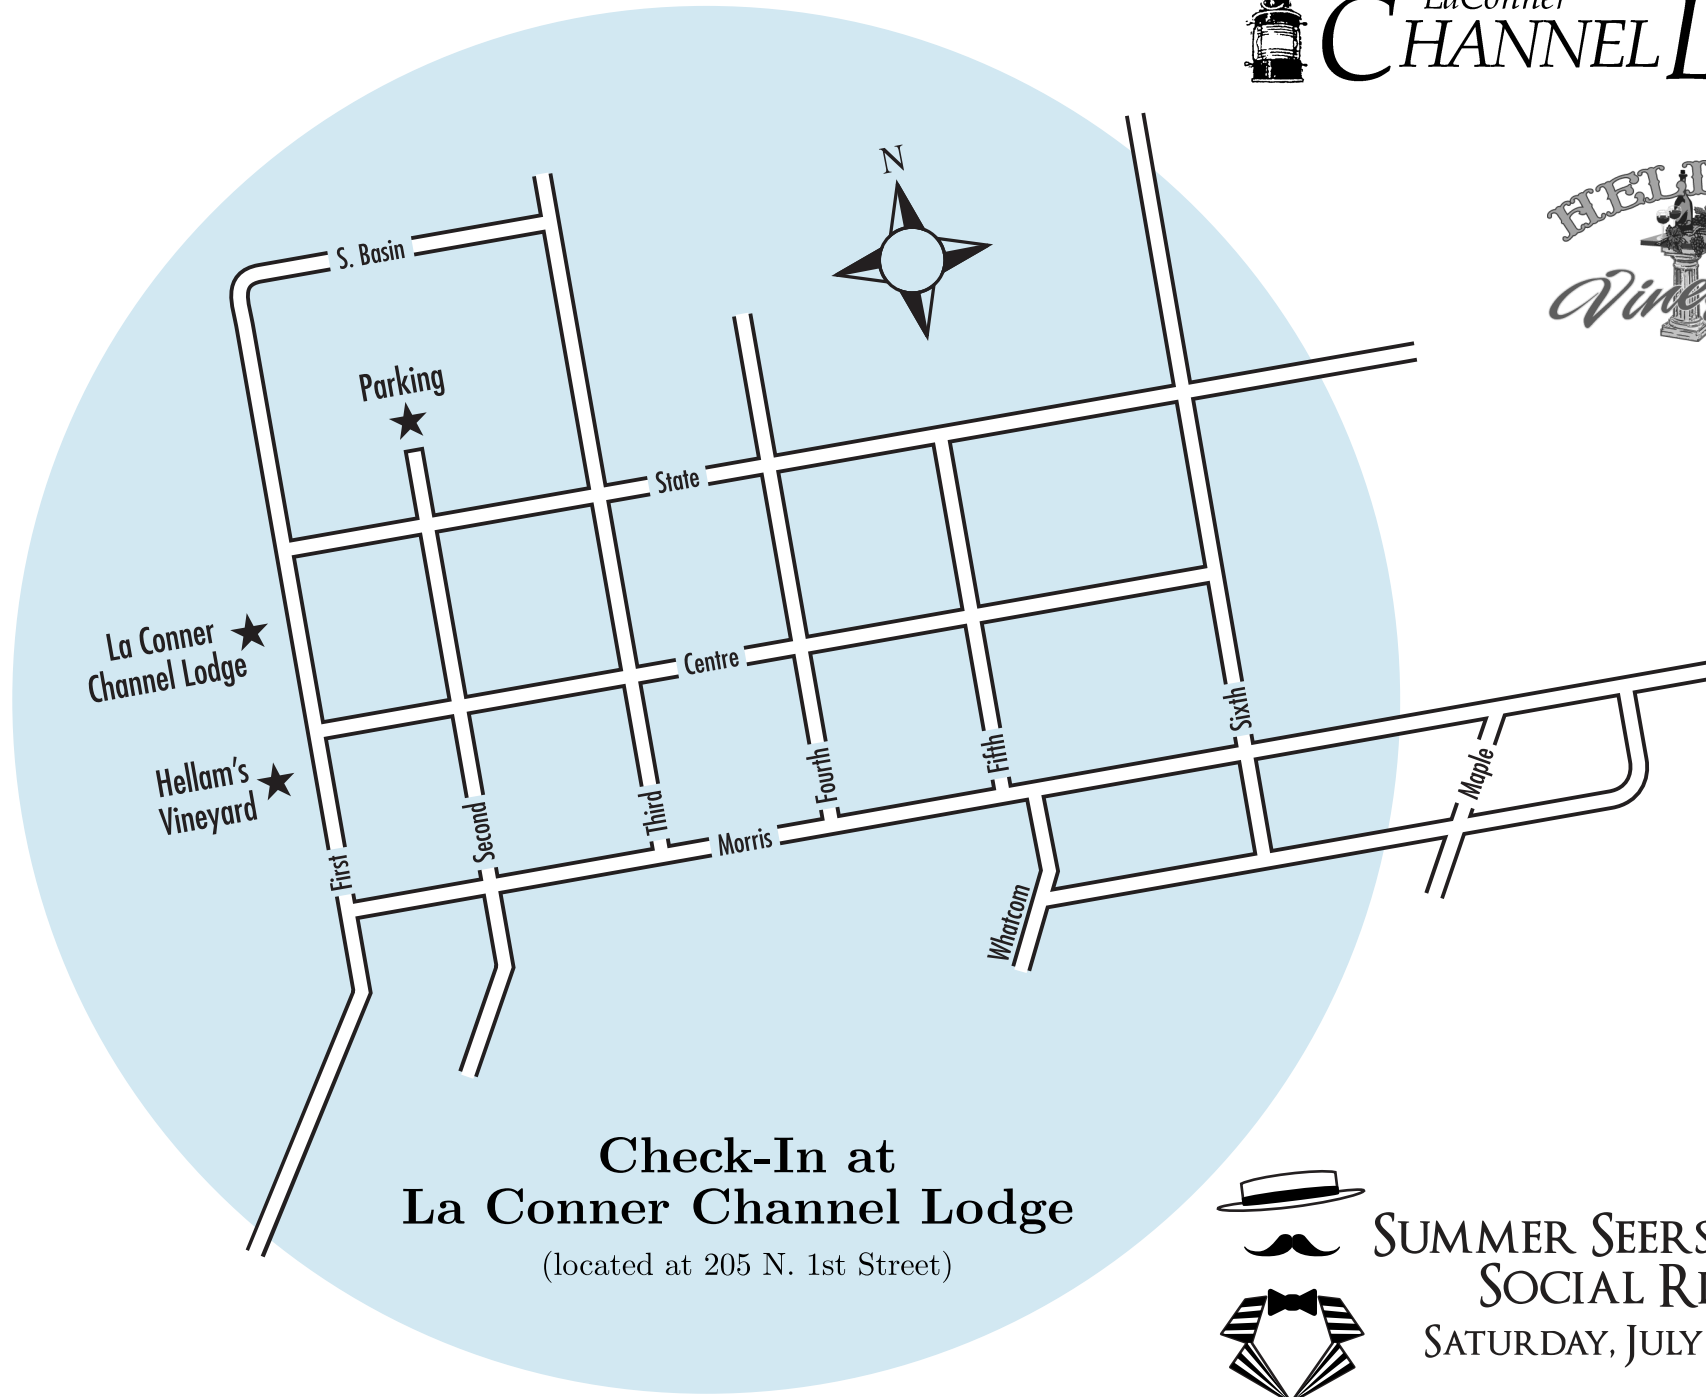 LaConner
CHANNEL
N
S. Basin
Parking
State
La Conner
Channel Lodge
Centre
Hellam's
Vineyard
First
Second
Third
Fourth
Fifth
Sixth
Morris
Maple
Whatcom
Check-In at
La Conner Channel Lodge
(located at 205 N. 1st Street)
SUMMER
SOCIAL
SATURDAY, JULY